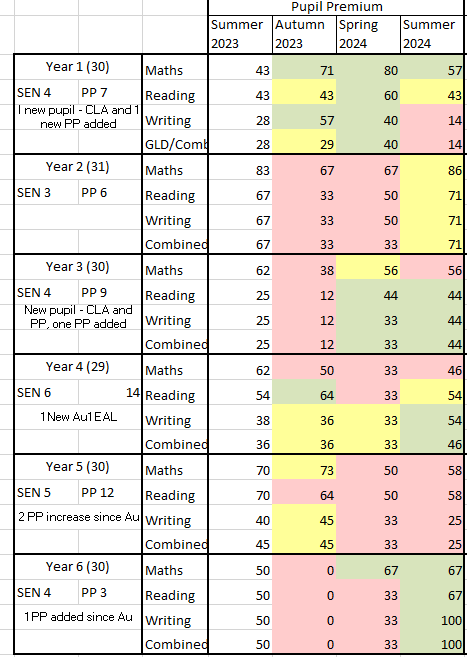 Pupil Premium
Summer 2023 Autumn 2023 Spring 2024 Summer 2024
Year 1 (30) Maths 43 71 80 57
SEN 4 PP 7 Reading 43 43 60 43
1 new pupil - CLA and 1 new PP added Writing 28 57 40 14
GLD/Comb 28 29 40 14
Year 2 (31) Maths 83 67 67 86
SEN 3 PP 6 Reading 67 33 50 71
Writing 67 33 50 71
Combined 67 33 33 71
Year 3 (30) Maths 62 38 56 56
SEN 4 PP 9 Reading 25 12 44 44
New pupil - CLA and PP, one PP added Writing 25 12 33 44
Combined 25 12 33 44
Year 4 (29) Maths 62 50 33 46
SEN 6 14 Reading 54 64 33 54
1New Au1EAL Writing 38 36 33 54
Combined 36 36 33 46
Year 5 (30) Maths 70 73 50 58
SEN 5 PP 12 Reading 70 64 50 58
2 PP increase since Au Writing 40 45 33 25
Combined 45 45 33 25
Year 6 (30) Maths 50 0 67 67
SEN 4 PP 3 Reading 50 0 33 67
1PP added since Au Writing 50 0 33 100
Combined 50 0 33 100